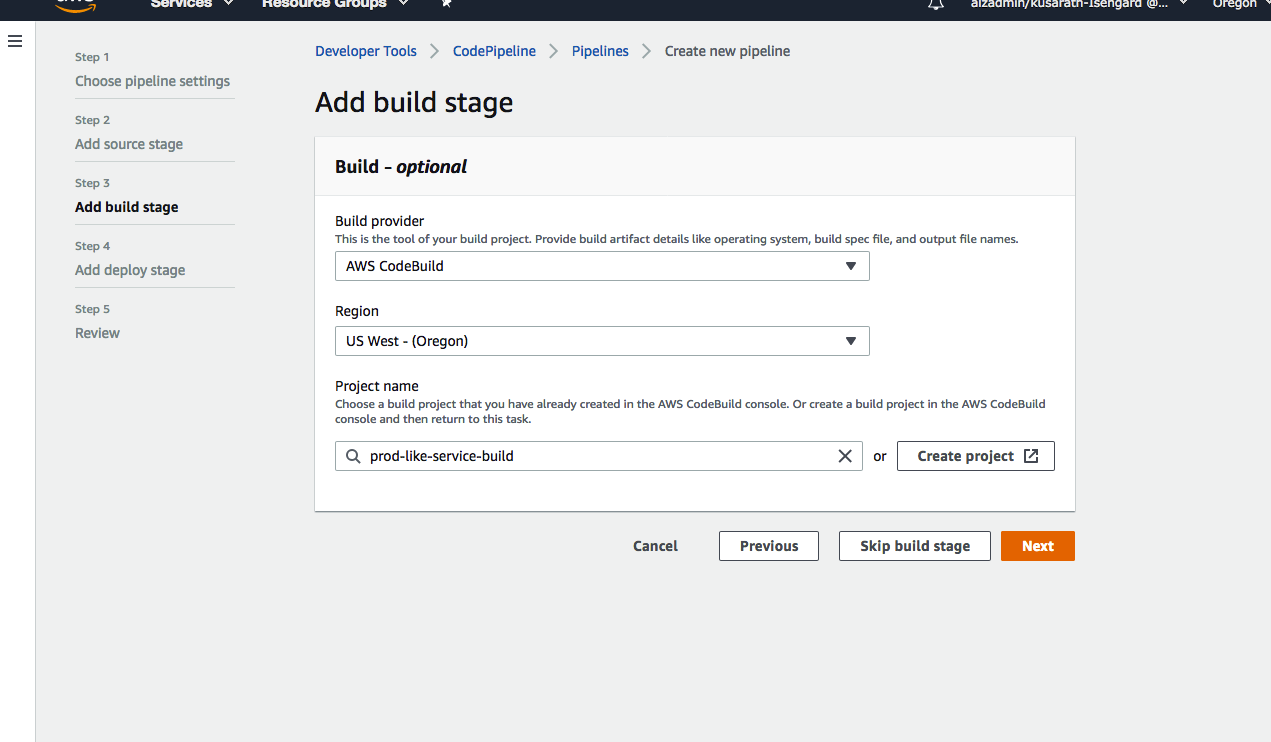 Services
Resource Groups
aizadmin/kusarath-Isengard @...
Oregon
Step 1
Choose pipeline settings
Step 2
Add source stage
Step 3
Add build stage
Step 4
Add deploy stage
Step 5
Review
Developer Tools > CodePipeline > Pipelines > Create new pipeline
Add build stage
Build – optional
Build provider
This is the tool of your build project. Provide build artifact details like operating system, build spec file, and output file names.
AWS CodeBuild
Region
US West - (Oregon)
Project name
Choose a build project that you have already created in the AWS CodeBuild console. Or create a build project in the AWS CodeBuild
console and then return to this task.
prod-like-service-build
or
Create project
Cancel
Previous
Skip build stage
Next